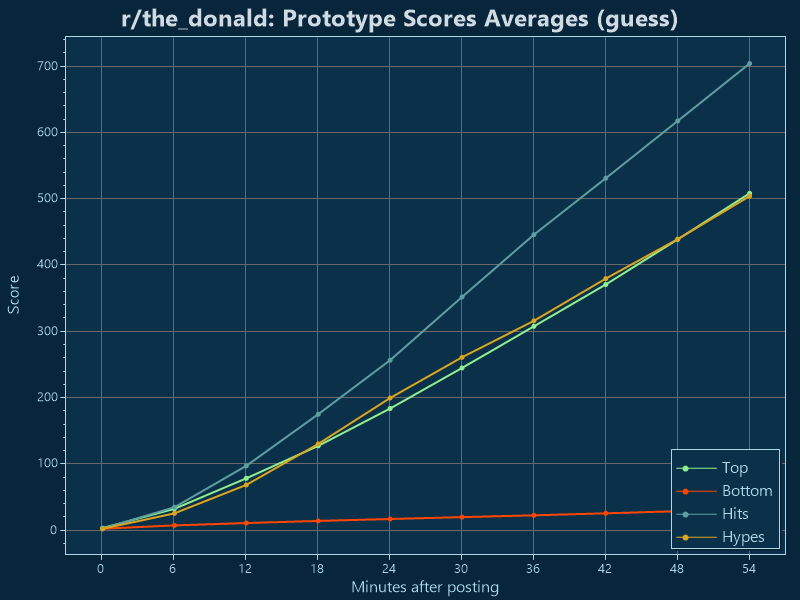 r/the_donald: Prototype Scores Averages (guess)
Score
700
600
500
400
300
200
100
0
0 6 12 18 24 30 36 42 48 54
Minutes after posting
Top
Bottom
Hits
Hypes